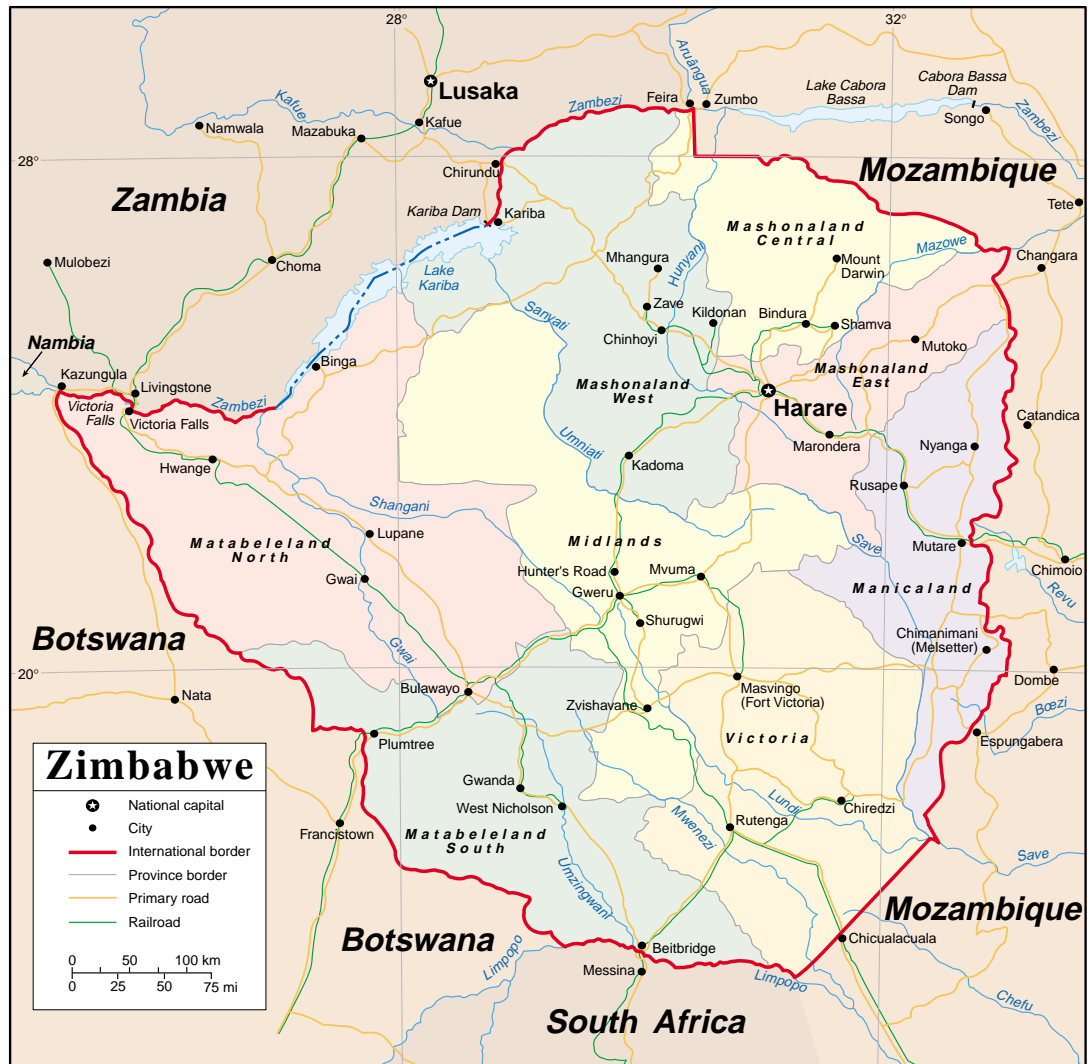 28°
32°
Lusaka
Kafue
Namwala
Mazabuka
Kafue
Zambezi
Feira
Aruângua
Zumbo
Lake Cabora
Bassa
Cabora Bassa
Dam
Songo
Zambezi
28°
Zambia
Chirundu
Mozambique
Tete
Kariba Dam
Kariba
Mashonaland
Central
Mazowe
Mulobezi
Choma
Lake
Kariba
Mhangura
Hunyani
Mount
Darwin
Changara
Sanyati
Zave
Kildonan
Bindura
Shamva
Chinhoyi
Mutoko
Nambia
Kazungula
Binga
Livingstone
Mashonaland
West
Mashonaland
East
Victoria
Falls
Victoria Falls
Zambezi
Harare
Catandica
Hwange
Umniati
Kadoma
Marondera
Nyanga
Rusape
Shangani
Lupane
Matabeleland
North
Midlands
Save
Mutare
Chimoio
Gwai
Hunter's Road
Mvuma
Gweru
Manicaland
Revu
Shurugwi
Botswana
Gwai
Chimanimani
(Melsetter)
20°
Nata
Bulawayo
Masvingo
(Fort Victoria)
Dombe
Zvishavane
Bœzi
Plumtree
Victoria
Espungabera
Zimbabwe
National capital
City
International border
Province border
Primary road
Railroad
0 50 100 km
0 25 50 75 mi
Gwanda
West Nicholson
Lundi
Chiredzi
Francistown
Matabeleland
South
Mwenezi
Rutenga
Save
Umzingwani
Mozambique
Botswana
Limpopo
Beitbridge
Chicualacuala
Messina
Limpopo
Chefu
South Africa